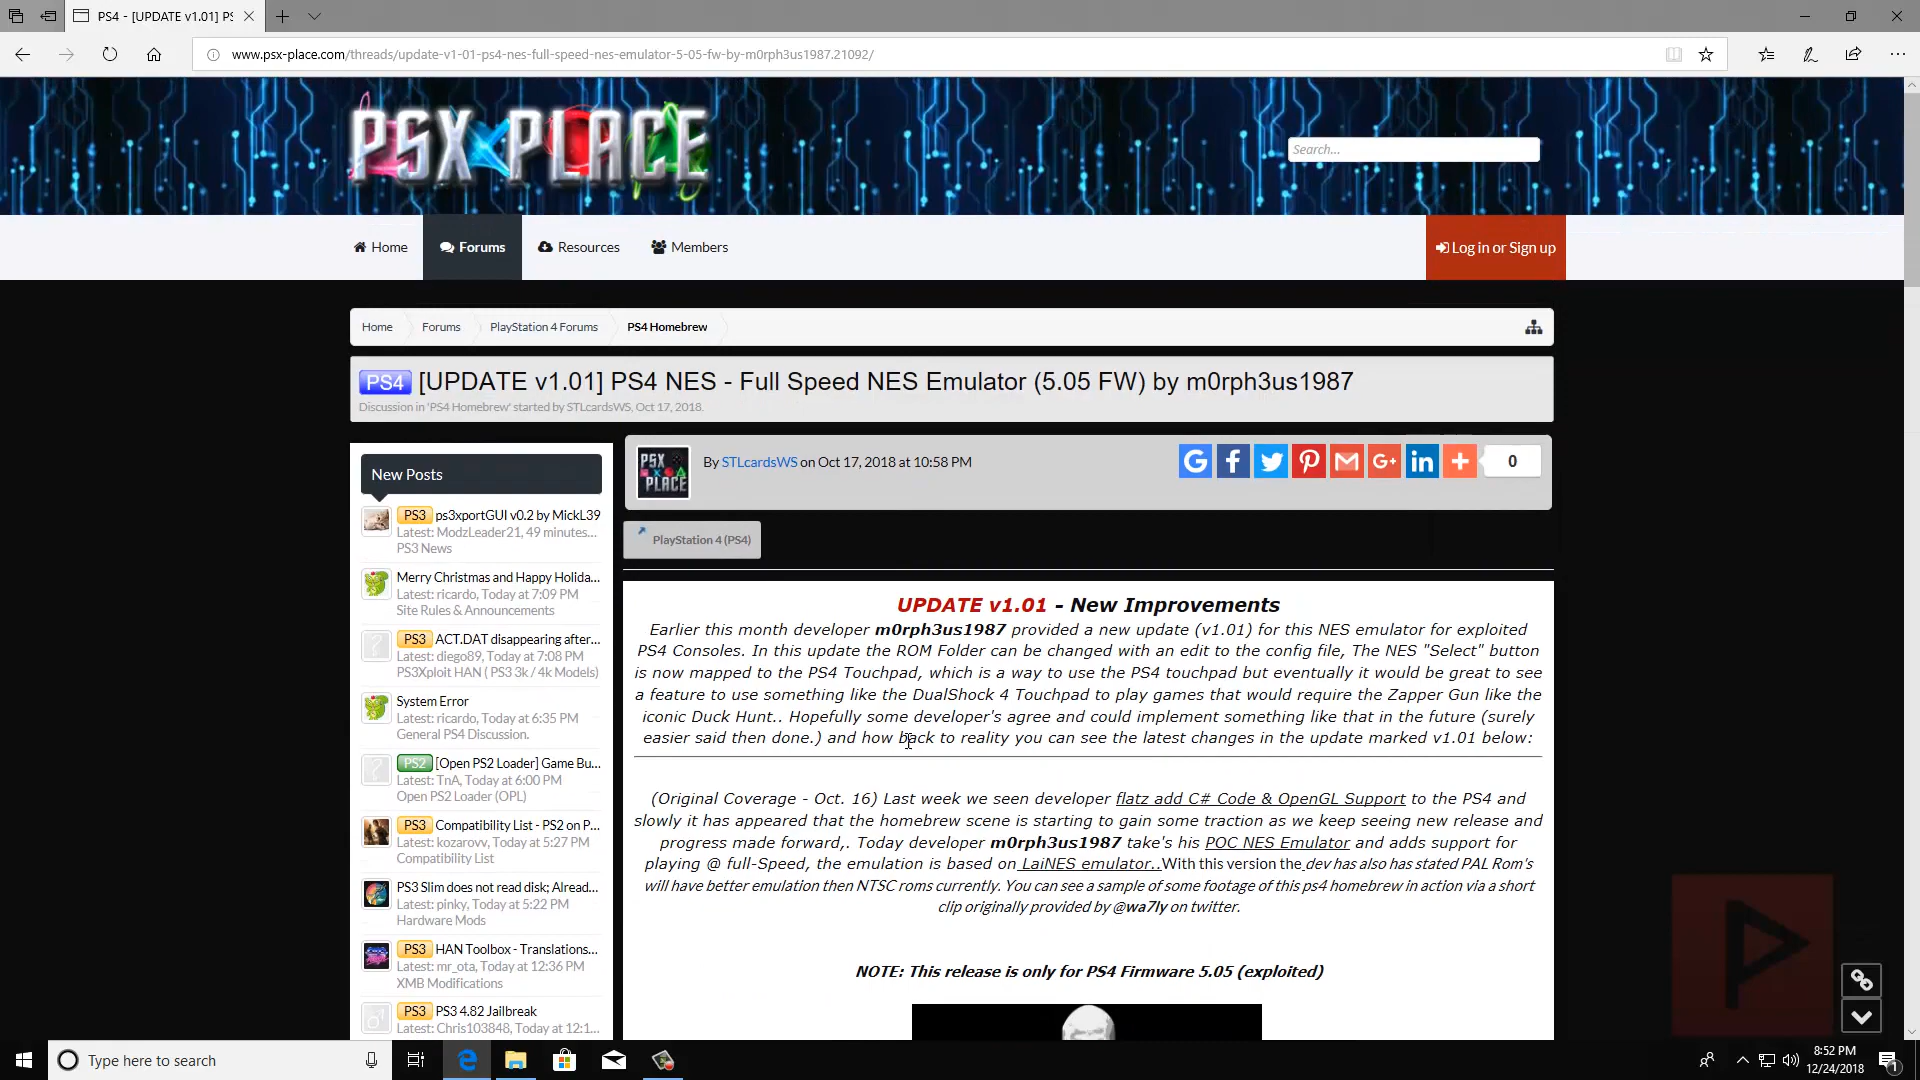 PS4 - [UPDATE v1.01] PS
www.psx-place.com/threads/update-v1-01-ps4-nes-full-speed-nes-emulator-5-05-fw-by-m0rph3us1987.21092/
PSX PLACE
Search...
Home
Forums
Resources
Members
Log in or Sign up
Home
Forums
PlayStation 4 Forums
PS4 Homebrew
PS4 [UPDATE v1.01] PS4 NES - Full Speed NES Emulator (5.05 FW) by m0rph3us1987
Discussion in 'PS4 Homebrew' started by STLcardsWS, Oct 17, 2018.
New Posts
PS3 ps3xportGUI v0.2 by MickL39
Latest: ModzLeader21, 49 minutes...
PS3 News
Merry Christmas and Happy Holida...
Latest: ricardo, Today at 7:09 PM
Site Rules & Announcements
PS3 ACT.DAT disappearing after...
Latest: diego89, Today at 7:08 PM
PS3Xploit HAN ( PS3 3k / 4k Models)
System Error
Latest: ricardo, Today at 6:35 PM
General PS4 Discussion.
PS2 [Open PS2 Loader] Game Bu...
Latest: TnA, Today at 6:00 PM
Open PS2 Loader (OPL)
PS3 Compatibility List - PS2 on P...
Latest: kozarovv, Today at 5:27 PM
Compatibility List
PS3 Slim does not read disk; Alread...
Latest: pinky, Today at 5:22 PM
Hardware Mods
PS3 HAN Toolbox - Translations...
Latest: mr_ota, Today at 12:36 PM
XMB Modifications
PS3 PS3 4.82 Jailbreak
Latest: Chris103848, Today at 12:1...
PSX PLACE
By STLcardsWS on Oct 17, 2018 at 10:58 PM
0
PlayStation 4 (PS4)
UPDATE v1.01 - New Improvements
Earlier this month developer m0rph3us1987 provided a new update (v1.01) for this NES emulator for exploited
PS4 Consoles. In this update the ROM Folder can be changed with an edit to the config file, The NES "Select" button
is now mapped to the PS4 Touchpad, which is a way to use the PS4 touchpad but eventually it would be great to see
a feature to use something like the DualShock 4 Touchpad to play games that would require the Zapper Gun like the
iconic Duck Hunt.. Hopefully some developer's agree and could implement something like that in the future (surely
easier said then done.) and how back to reality you can see the latest changes in the update marked v1.01 below:
(Original Coverage - Oct. 16) Last week we seen developer flatz add C# Code & OpenGL Support to the PS4 and
slowly it has appeared that the homebrew scene is starting to gain some traction as we keep seeing new release and
progress made forward,. Today developer m0rph3us1987 take's his POC NES Emulator and adds support for
playing @ full-Speed, the emulation is based on LaiNES emulator..With this version the dev has also has stated PAL Rom's
will have better emulation then NTSC roms currently. You can see a sample of some footage of this ps4 homebrew in action via a short
clip originally provided by @wa7ly on twitter.
NOTE: This release is only for PS4 Firmware 5.05 (exploited)
Type here to search
8:52 PM
12/24/2018
1